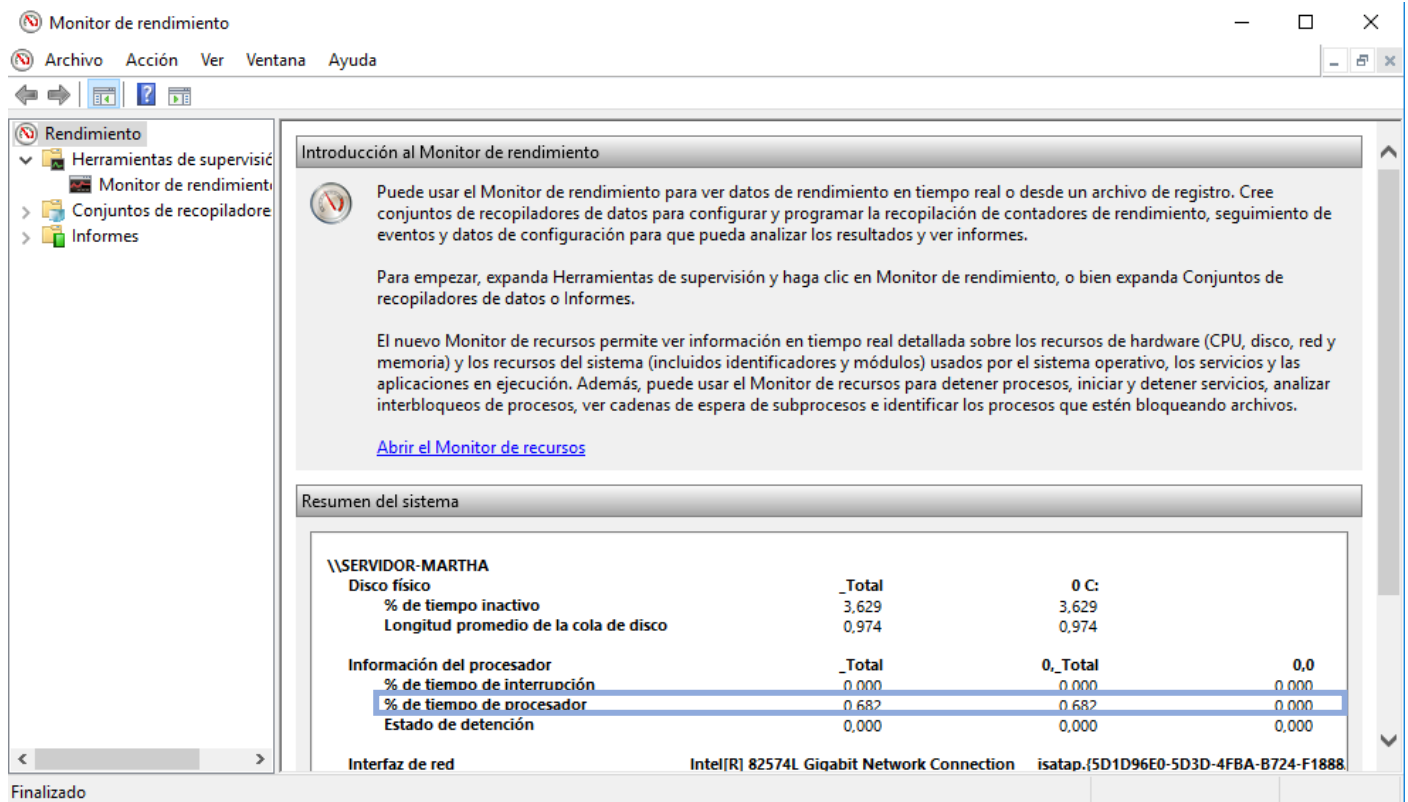 Monitor de rendimiento
Archivo Acción Ver Ventana Ayuda
Rendimiento
Herramientas de supervisió
Monitor de rendimient
Conjuntos de recopiladore
Informes
Introducción al Monitor de rendimiento
Puede usar el Monitor de rendimiento para ver datos de rendimiento en tiempo real o desde un archivo de registro. Cree
conjuntos de recopiladores de datos para configurar y programar la recopilación de contadores de rendimiento, seguimiento de
eventos y datos de configuración para que pueda analizar los resultados y ver informes.
Para empezar, expanda Herramientas de supervisión y haga clic en Monitor de rendimiento, o bien expanda Conjuntos de
recopiladores de datos o Informes.
El nuevo Monitor de recursos permite ver información en tiempo real detallada sobre los recursos de hardware (CPU, disco, red y
memoria) y los recursos del sistema (incluidos identificadores y módulos) usados por el sistema operativo, los servicios y las
aplicaciones en ejecución. Además, puede usar el Monitor de recursos para detener procesos, iniciar y detener servicios, analizar
interbloqueos de procesos, ver cadenas de espera de subprocesos e identificar los procesos que estén bloqueando archivos.
Abrir el Monitor de recursos
Resumen del sistema
\\SERVIDOR-MARTHA
Disco físico _Total 0 C:
% de tiempo inactivo 3,629 3,629
Longitud promedio de la cola de disco 0,974 0,974
Información del procesador _Total 0,_Total 0,0
% de tiempo de interrupción 0,000 0,000 0,000
% de tiempo de procesador 0,682 0,682 0,000
Estado de detención 0,000 0,000 0,000
Interfaz de red Intel[R] 82574L Gigabit Network Connection isatap.{5D1D96E0-5D3D-4FBA-B724-F1888
Finalizado